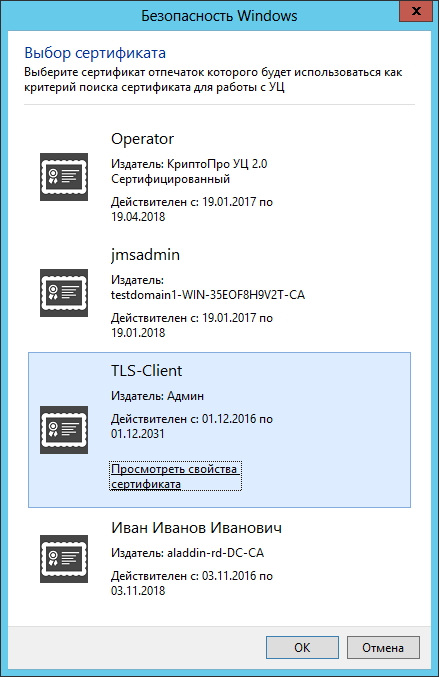 Безопасность Windows
Выбор сертификата
Выберите сертификат отпечаток которого будет использоваться как
критерий поиска сертификата для работы с УЦ
Operator
Издатель: КриптоПро УЦ 2.0
Сертифицированный
Действителен с: 19.01.2017 по
19.04.2018
jmsadmin
Издатель:
testdomain1-WIN-35EOF8H9V2T-CA
Действителен с: 19.01.2017 по
19.01.2018
TLS-Client
Издатель: Админ
Действителен с: 01.12.2016 по
01.12.2031
Просмотреть свойства
сертификата
Иван Иванов Иванович
Издатель: aladdin-rd-DC-CA
Действителен с: 03.11.2016 по
03.11.2018
ОК
Отмена